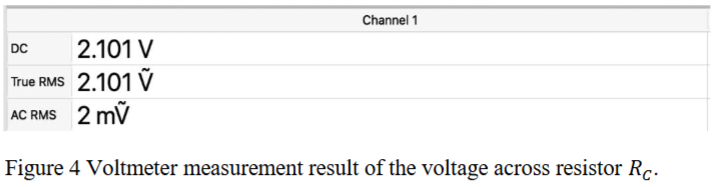 Channel 1
DC 2.101 V
True RMS 2.101 Ṽ
AC RMS 2 mṼ
Figure 4 Voltmeter measurement result of the voltage across resistor R_C.